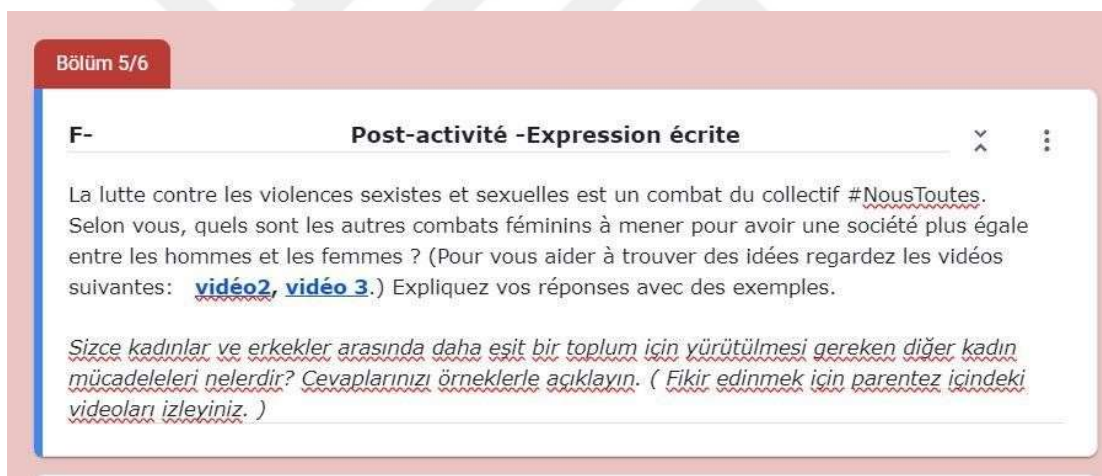 Bölüm 5/6
F- Post-activité -Expression écrite
La lutte contre les violences sexistes et sexuelles est un combat du collectif #NousToutes.
Selon vous, quels sont les autres combats féminins à mener pour avoir une société plus égale
entre les hommes et les femmes ? (Pour vous aider à trouver des idées regardez les vidéos
suivantes: vidéo2, vidéo 3.) Expliquez vos réponses avec des exemples.
Sizce kadınlar ve erkekler arasında daha eşit bir toplum için yürütülmesi gereken diğer kadın
mücadeleleri nelerdir? Cevaplarınızı örneklerle açıklayın. ( Fikir edinmek için parentez içindeki
videoları izleyiniz. )